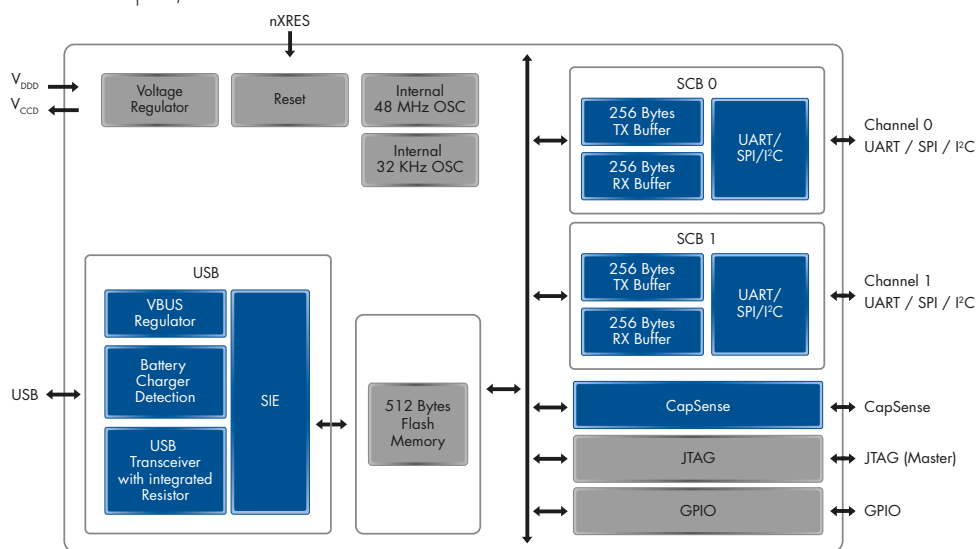 nXRES
V_DDD
V_CCD
Voltage
Regulator
Reset
Internal
48 MHz OSC
Internal
32 KHz OSC
SCB 0
256 Bytes
TX Buffer
256 Bytes
RX Buffer
UART/
SPI/I²C
Channel 0
UART / SPI / I²C
SCB 1
256 Bytes
TX Buffer
256 Bytes
RX Buffer
UART/
SPI/I²C
Channel 1
UART / SPI / I²C
USB
USB
VBUS
Regulator
Battery
Charger
Detection
USB
Transceiver
with integrated
Resistor
SIE
512 Bytes
Flash
Memory
CapSense
CapSense
JTAG
JTAG (Master)
GPIO
GPIO